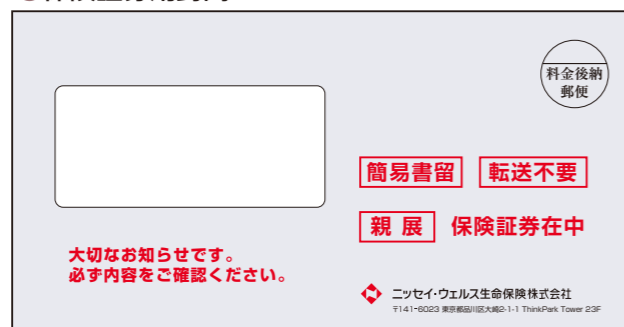 料金後納
郵便
簡易書留 転送不要
親展 保険証券在中
大切なお知らせです。
必ず内容をご確認ください。
ニッセイ・ウェルス生命保険株式会社
〒141-6023 東京都品川区大崎2-1-1 ThinkPark Tower 23F